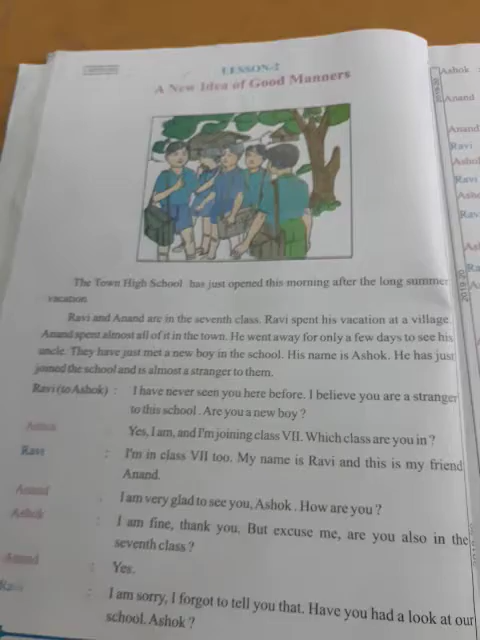 LESSON-2
A New Idea of Good Manners
The Town High School has just opened this morning after the long summer
vacation
Ravi and Anand are in the seventh class. Ravi spent his vacation at a village.
Anand spent almost all of it in the town. He went away for only a few days to see his
uncle. They have just met a new boy in the school. His name is Ashok. He has just
joined the school and is almost a stranger to them.
Ravi (to Ashok) : I have never seen you here before. I believe you are a stranger
to this school. Are you a new boy ?
Ashok Yes, I am, and I'm joining class VII. Which class are you in ?
Ravi : I'm in class VII too. My name is Ravi and this is my friend
Anand.
Anand : I am very glad to see you, Ashok. How are you ?
Ashok : I am fine, thank you. But excuse me, are you also in the
seventh class ?
Anand : Yes.
Ravi : I am sorry, I forgot to tell you that. Have you had a look at our
school. Ashok ?
Ashok :
Anand
Anand
Ravi
Ashok
Ravi
Ashok
Ravi
2019-20